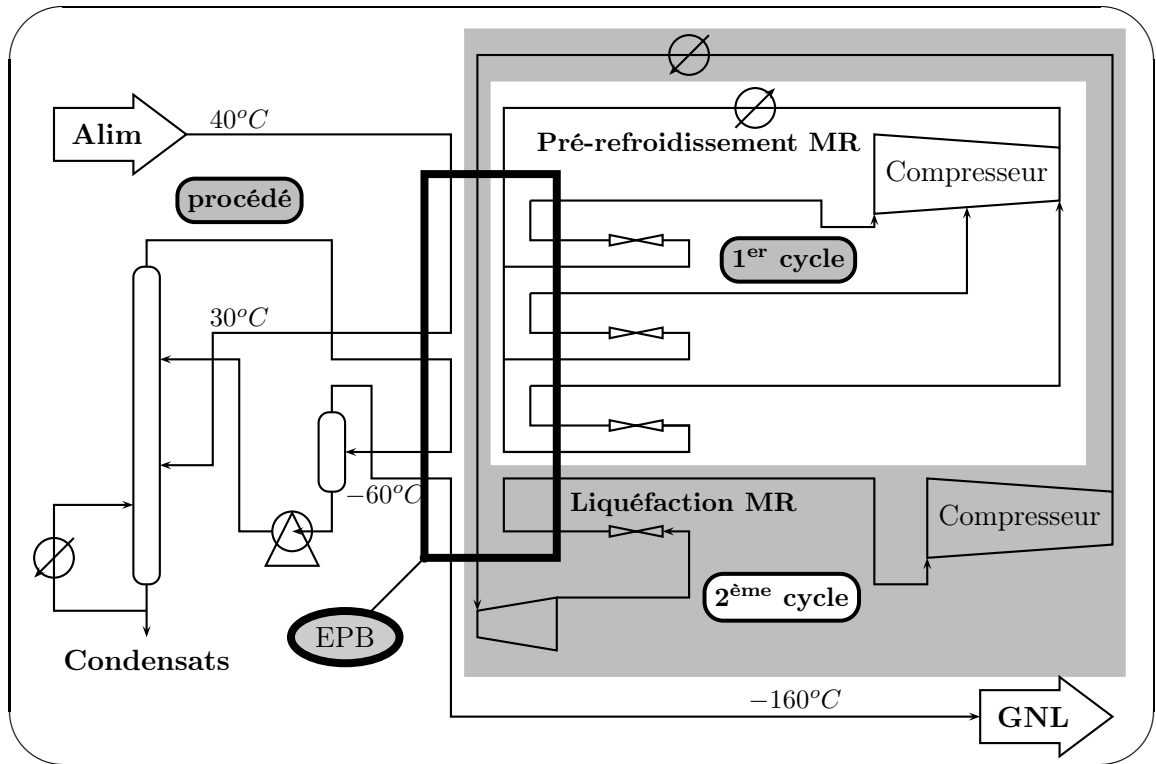 Alim
40°C
Pré-refroidissement MR
Compresseur
procédé
1er cycle
30°C
−60°C
Liquéfaction MR
Compresseur
2ème cycle
EPB
Condensats
−160°C
GNL